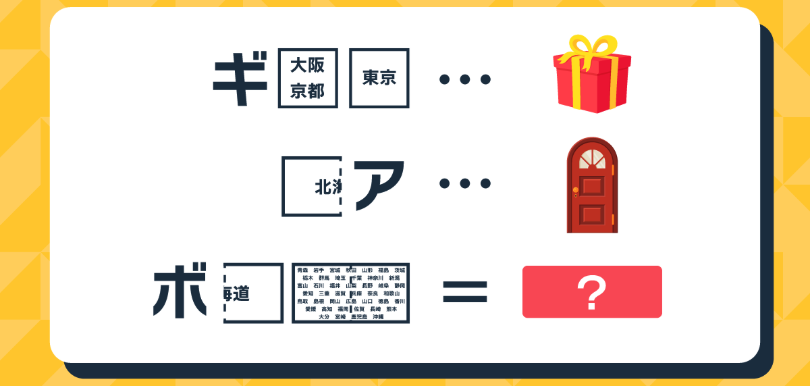 ギ
大阪
京都
東京
…
北海
ア
…
ボ
海道
青森 岩手 宮城 秋田 山形 福島 茨城
栃木 群馬 埼玉 千葉 神奈川 新潟
富山 石川 福井 山梨 長野 岐阜 静岡
愛知 三重 滋賀 兵庫 奈良 和歌山
鳥取 島根 岡山 広島 山口 徳島 香川
愛媛 高知 福岡 佐賀 長崎 熊本
大分 宮崎 鹿児島 沖縄
=
?